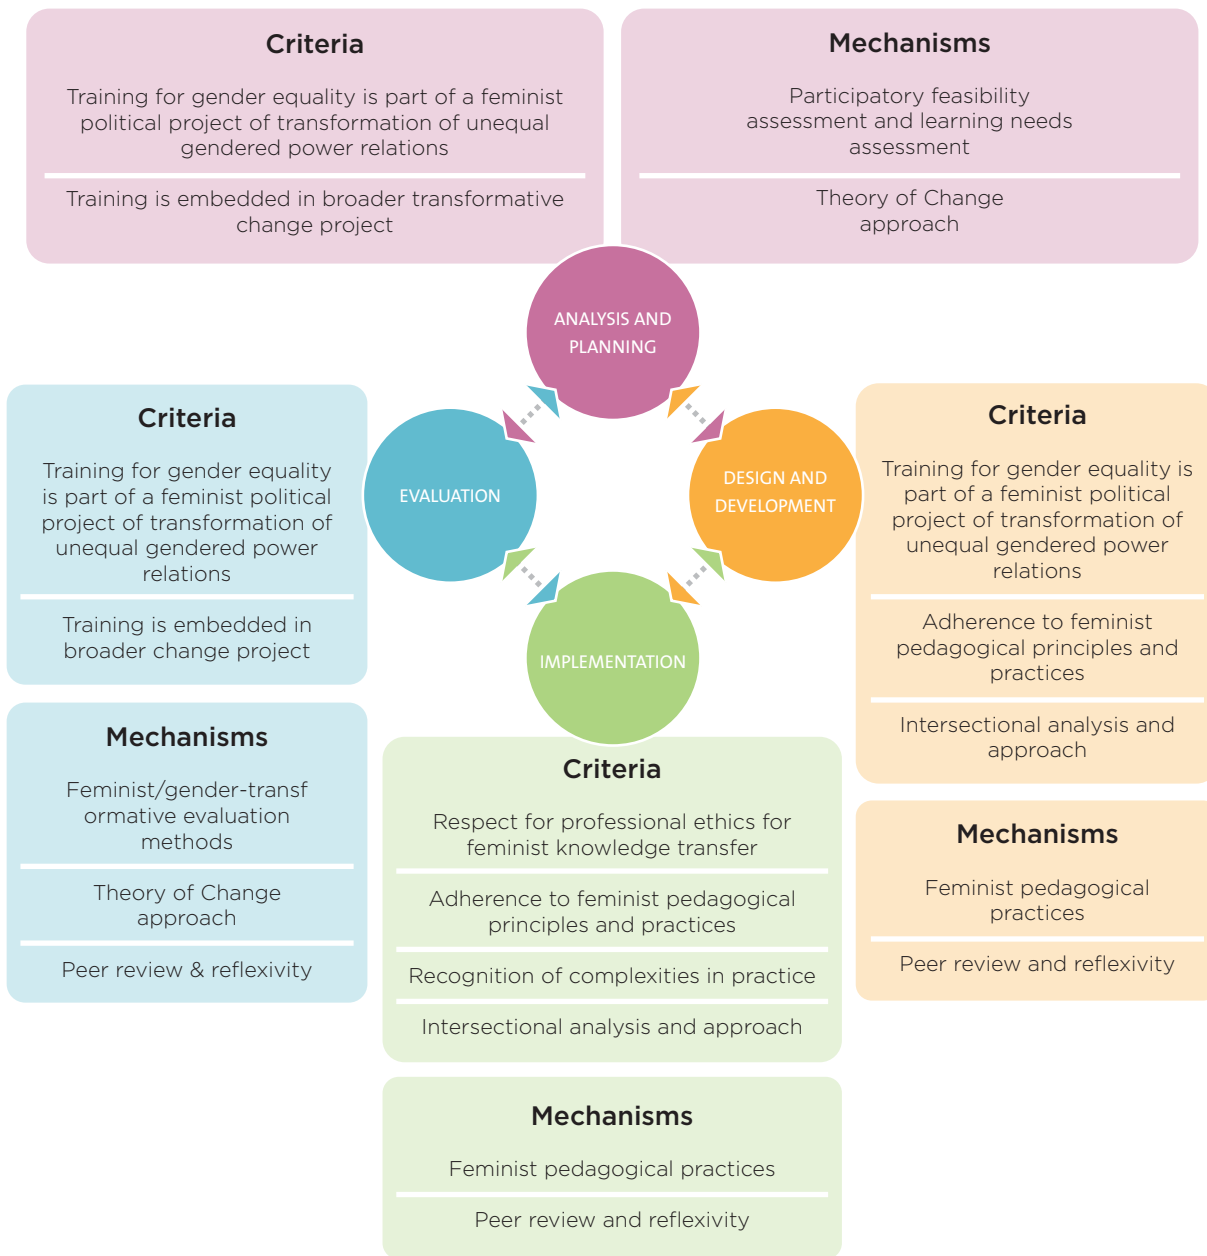 Criteria
Training for gender equality is part of a feminist
political project of transformation of unequal
gendered power relations
Training is embedded in broader transformative
change project
Mechanisms
Participatory feasibility
assessment and learning needs
assessment
Theory of Change
approach
ANALYSIS AND
PLANNING
Criteria
Training for gender equality
is part of a feminist political
project of transformation of
unequal gendered power
relations
Training is embedded in
broader change project
EVALUATION
DESIGN AND
DEVELOPMENT
Criteria
Training for gender equality is
part of a feminist political
project of transformation of
unequal gendered power
relations
Adherence to feminist
pedagogical principles and
practices
Intersectional analysis and
approach
IMPLEMENTATION
Mechanisms
Feminist/gender-transf
ormative evaluation
methods
Theory of Change
approach
Peer review & reflexivity
Criteria
Respect for professional ethics for
feminist knowledge transfer
Adherence to feminist pedagogical
principles and practices
Recognition of complexities in practice
Intersectional analysis and approach
Mechanisms
Feminist pedagogical
practices
Peer review and reflexivity
Mechanisms
Feminist pedagogical practices
Peer review and reflexivity